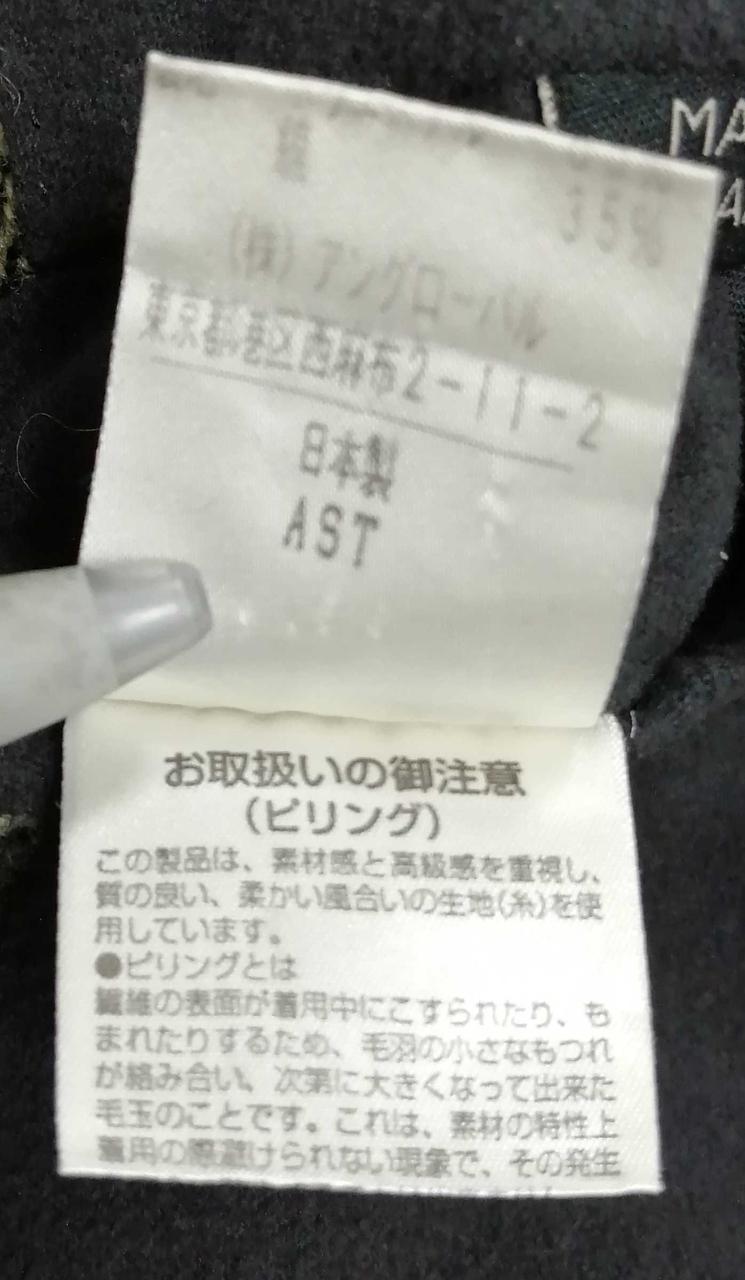 MA
4
綿
35%
(株)アングローバル
東京都港区西麻布2-11-2
日本製
AST
お取扱いの御注意
(ピリング)
この製品は、素材感と高級感を重視し、
質の良い、柔かい風合いの生地(糸)を使
用しています。
●ピリングとは
繊維の表面が着用中にこすられたり、も
まれたりするため、毛羽の小さなもつれ
が絡み合い、次第に大きくなって出来た
毛玉のことです。これは、素材の特性上
着用の際避けられない現象で、その発生